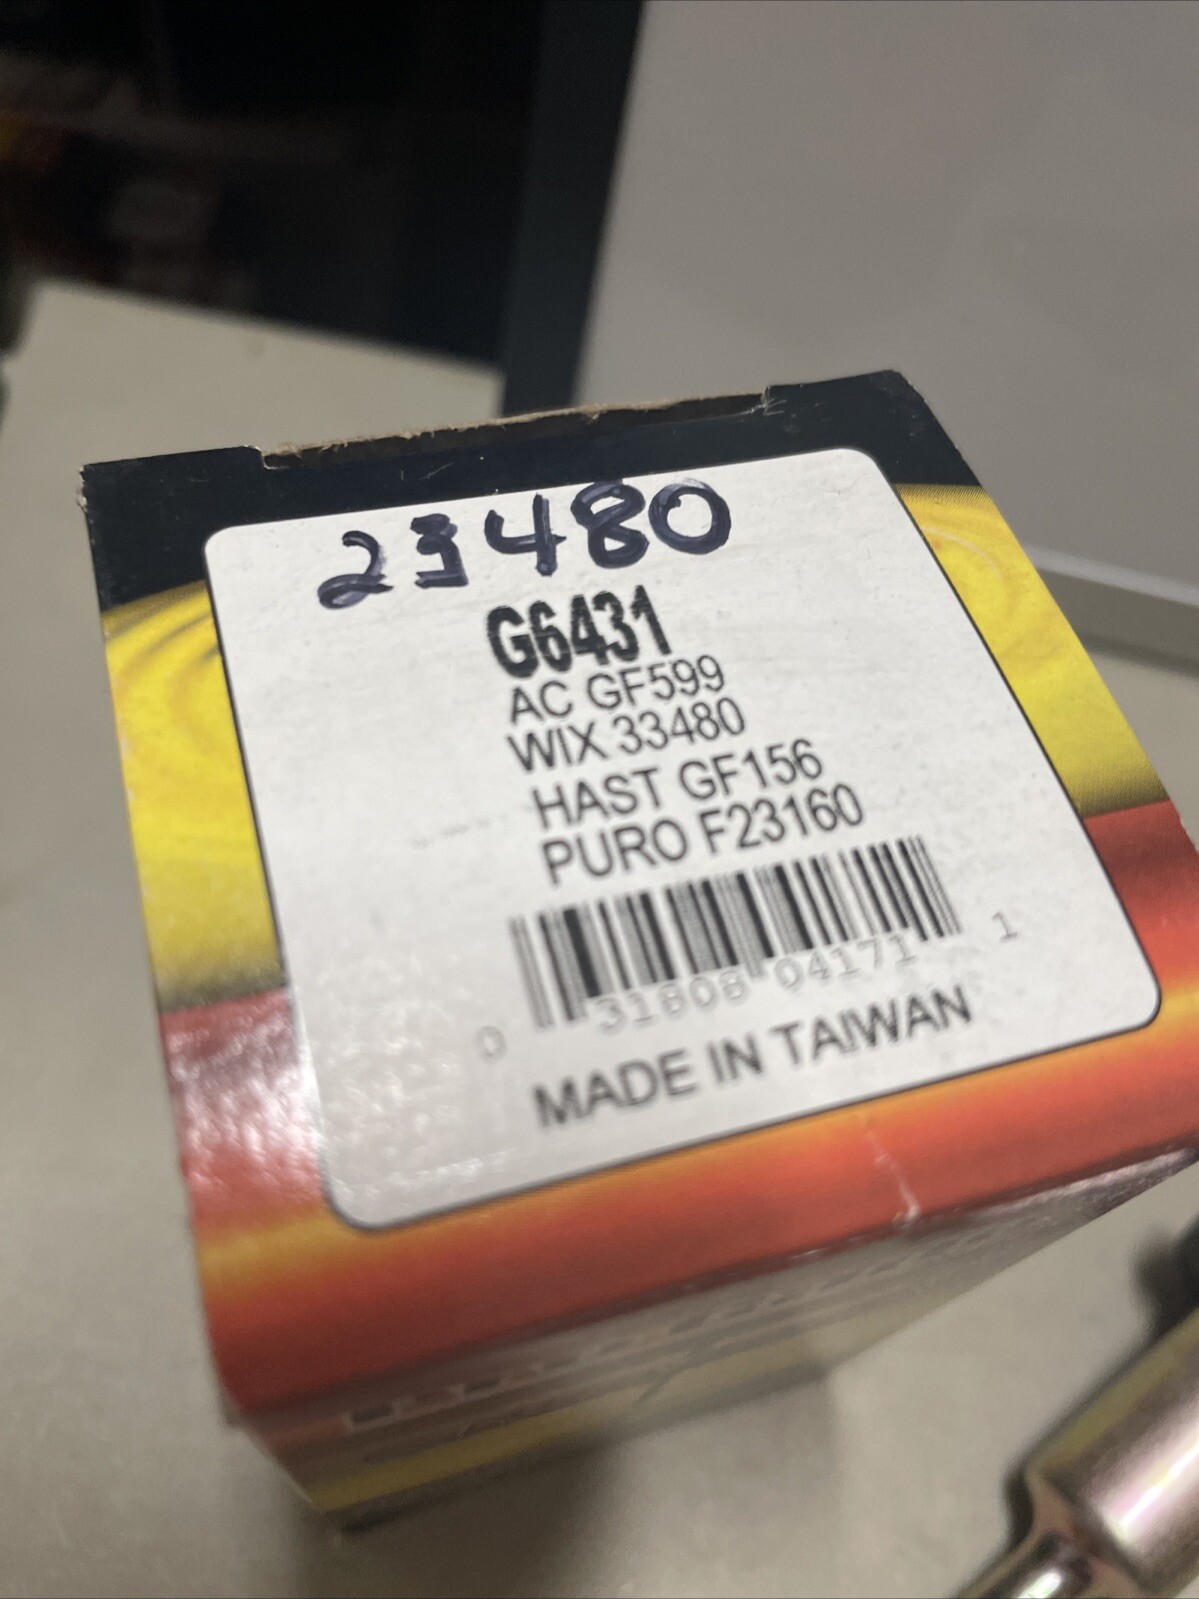 23480
G6431
AC GF599
WIX 33480
HAST GF156
PURO F23160
0 31808 04171 1
MADE IN TAIWAN